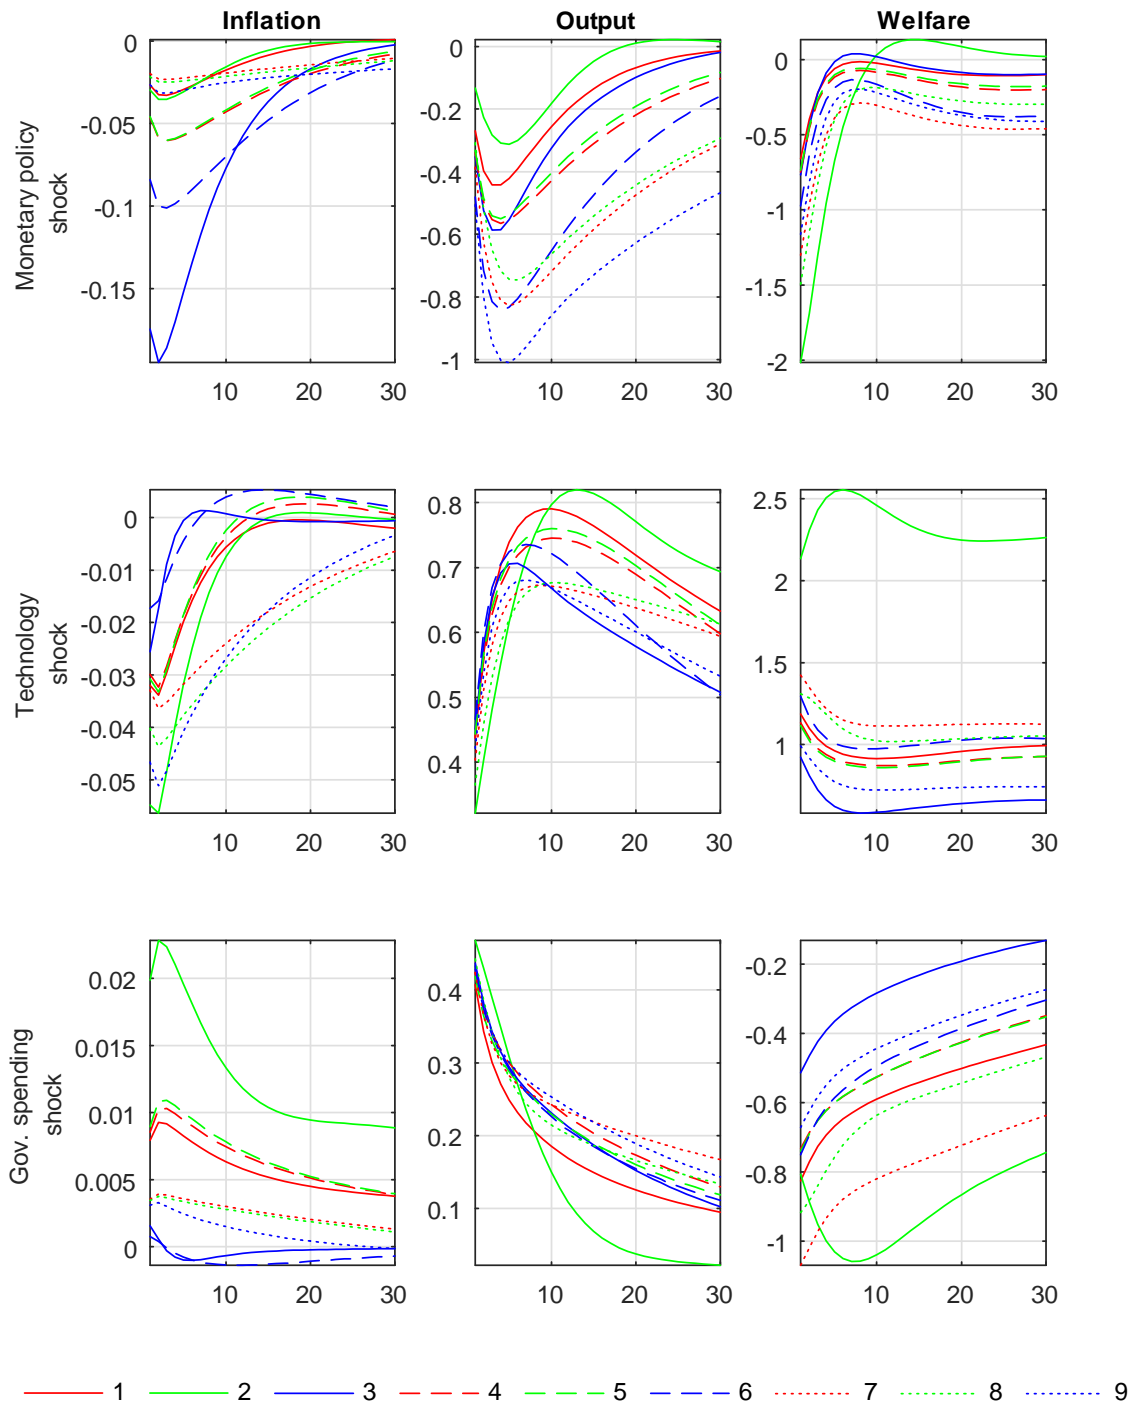 Inflation Output Welfare
Monetary policy
shock
0
-0.05
-0.1
-0.15
10 20 30
0
-0.2
-0.4
-0.6
-0.8
-1
10 20 30
0
-0.5
-1
-1.5
-2
10 20 30
Technology
shock
0
-0.01
-0.02
-0.03
-0.04
-0.05
10 20 30
0.8
0.7
0.6
0.5
0.4
10 20 30
2.5
2
1.5
1
10 20 30
Gov. spending
shock
0.02
0.015
0.01
0.005
0
10 20 30
0.4
0.3
0.2
0.1
10 20 30
-0.2
-0.4
-0.6
-0.8
-1
10 20 30
1 2 3 4 5 6 7 8 9